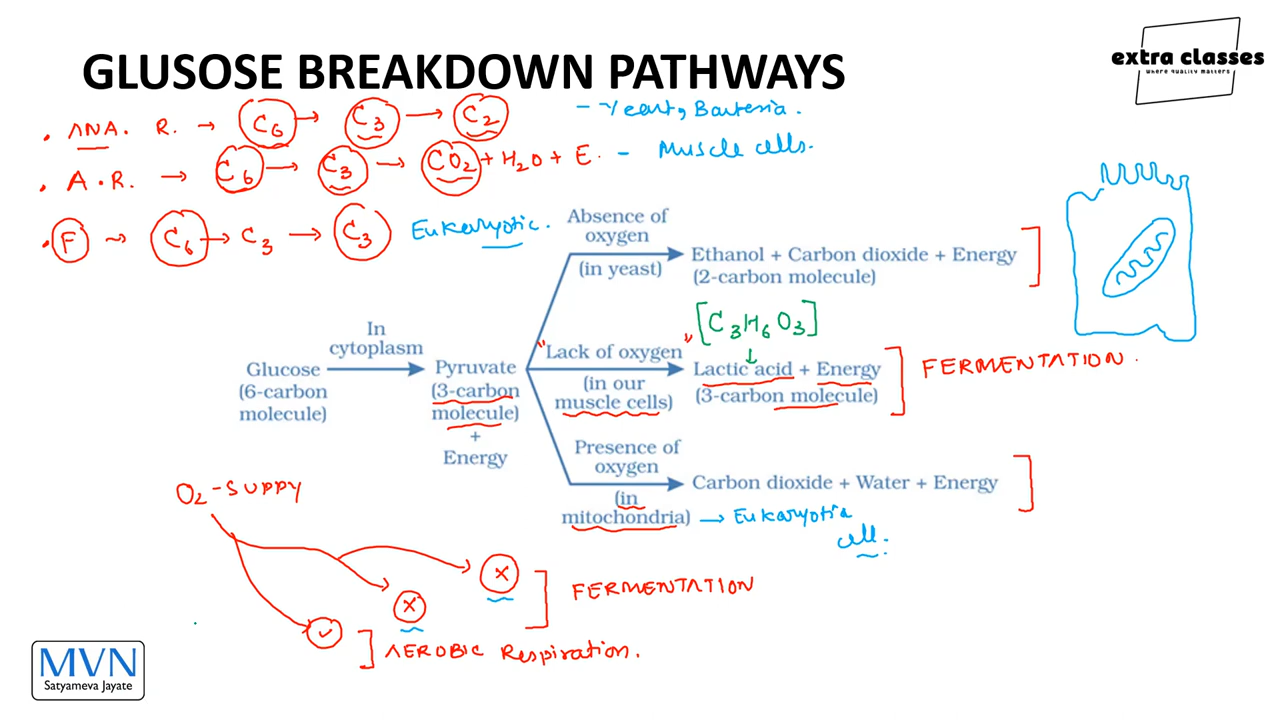 extra classes
where quality matters
GLUSOSE BREAKDOWN PATHWAYS
• ANA. R. → C6 → C3 → C2 - Yeast, Bacteria.
• A.R. → C6 → C3 → CO2 + H2O + E. - Muscle cells.
• F → C6 → C3 → C3 Eukaryotic.
Absence of
oxygen
(in yeast)
Ethanol + Carbon dioxide + Energy
(2-carbon molecule)
[C3H6O3]
In
cytoplasm
Glucose
(6-carbon
molecule)
Pyruvate
(3-carbon
molecule)
+
Energy
"Lack of oxygen"
(in our
muscle cells)
Lactic acid + Energy
(3-carbon molecule)
FERMENTATION.
Presence of
oxygen
(in
mitochondria)
Carbon dioxide + Water + Energy
→ Eukaryotia
cell.
O2-SUPPY
X
X
FERMENTATION
AEROBIC Respiration.
MVN
Satyameva Jayate